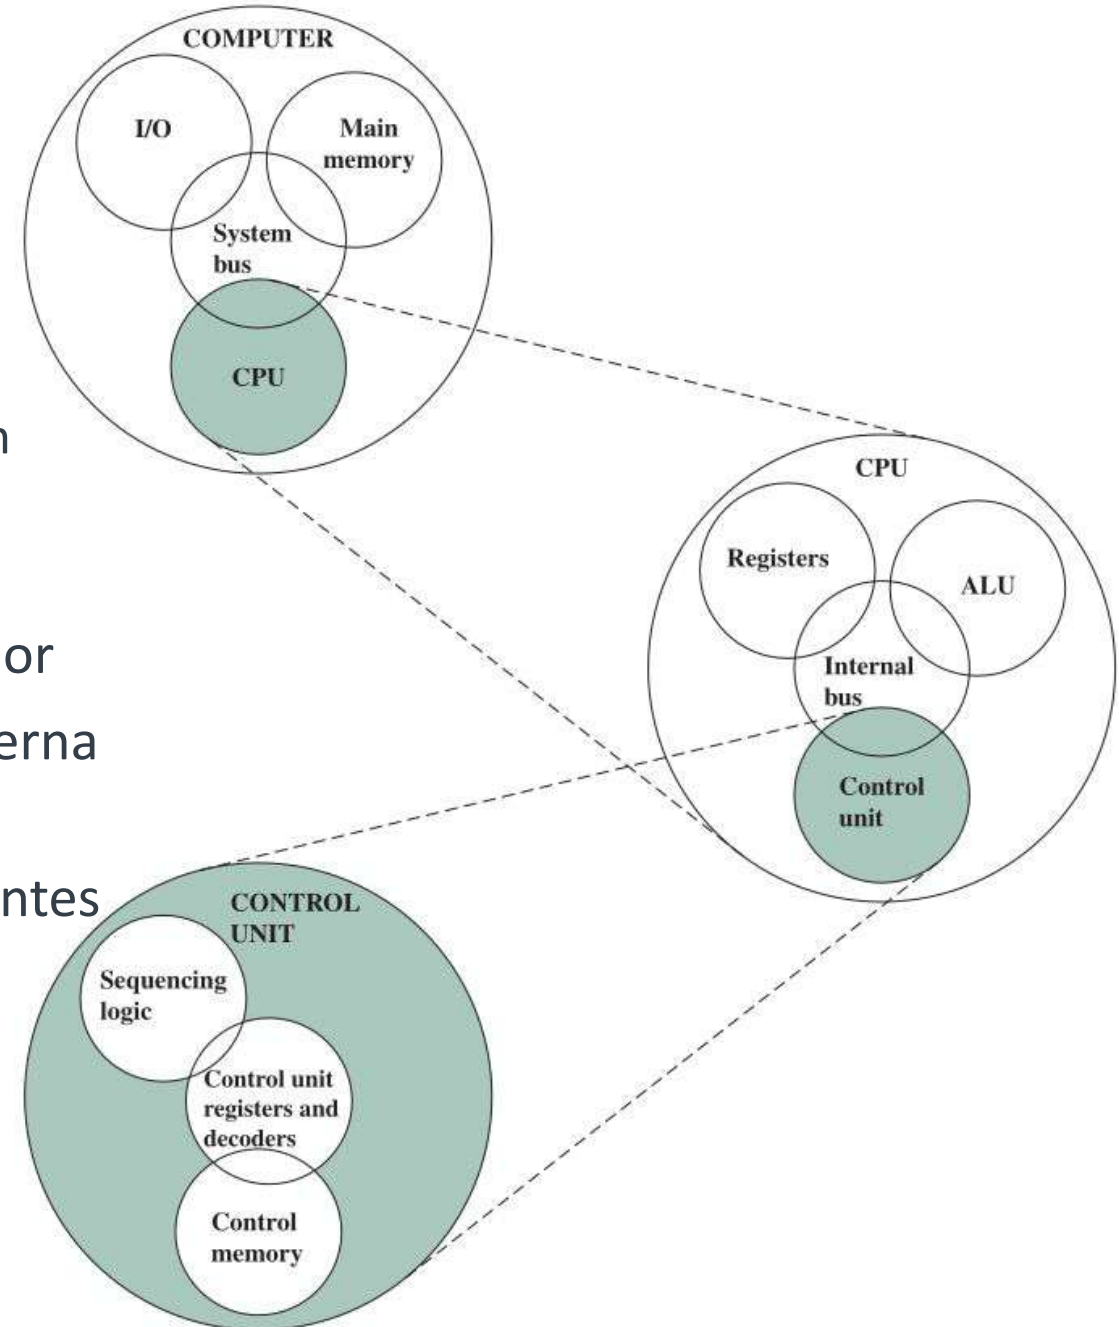 COMPUTER
I/O
Main
memory
System
bus
CPU
CPU
Registers
ALU
Internal
bus
Control
unit
or
erna
ntes
CONTROL
UNIT
Sequencing
logic
Control unit
registers and
decoders
Control
memory